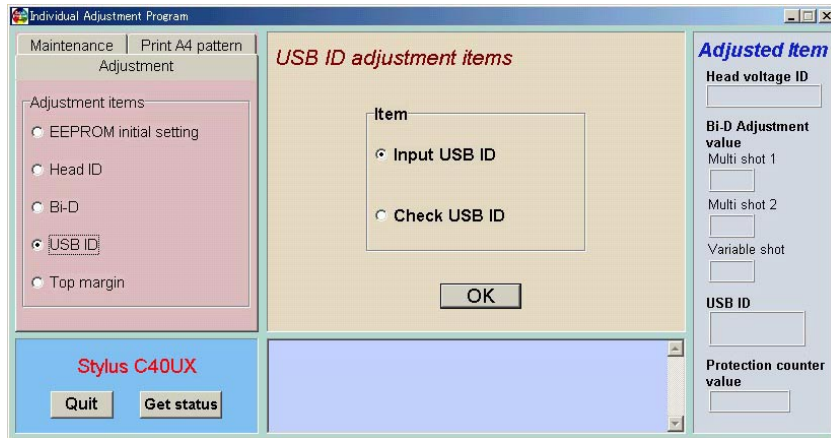 Individual Adjustment Program
Maintenance
Print A4 pattern
Adjustment
Adjustment items
EEPROM initial setting
Head ID
Bi-D
USB ID
Top margin
USB ID adjustment items
Item
Input USB ID
Check USB ID
OK
Adjusted Item
Head voltage ID
Bi-D Adjustment
value
Multi shot 1
Multi shot 2
Variable shot
USB ID
Protection counter
value
Stylus C40UX
Quit
Get status